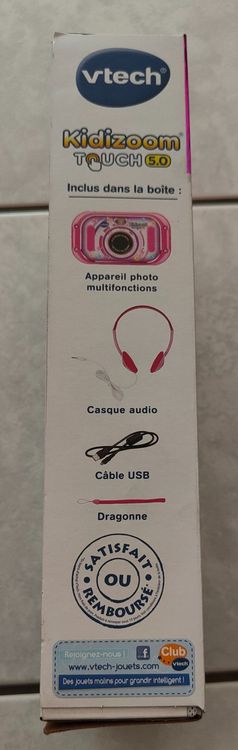 vtech®
Kidizoom®
TOUCH 5.0
Inclus dans la boîte :
Appareil photo
multifonctions
Casque audio
Câble USB
Dragonne
SATISFAIT
OU
REMBOURSÉ
Rejoignez-nous !
www.vtech-jouets.com
f
Club
vtech
Des jouets malins pour grandir intelligent !